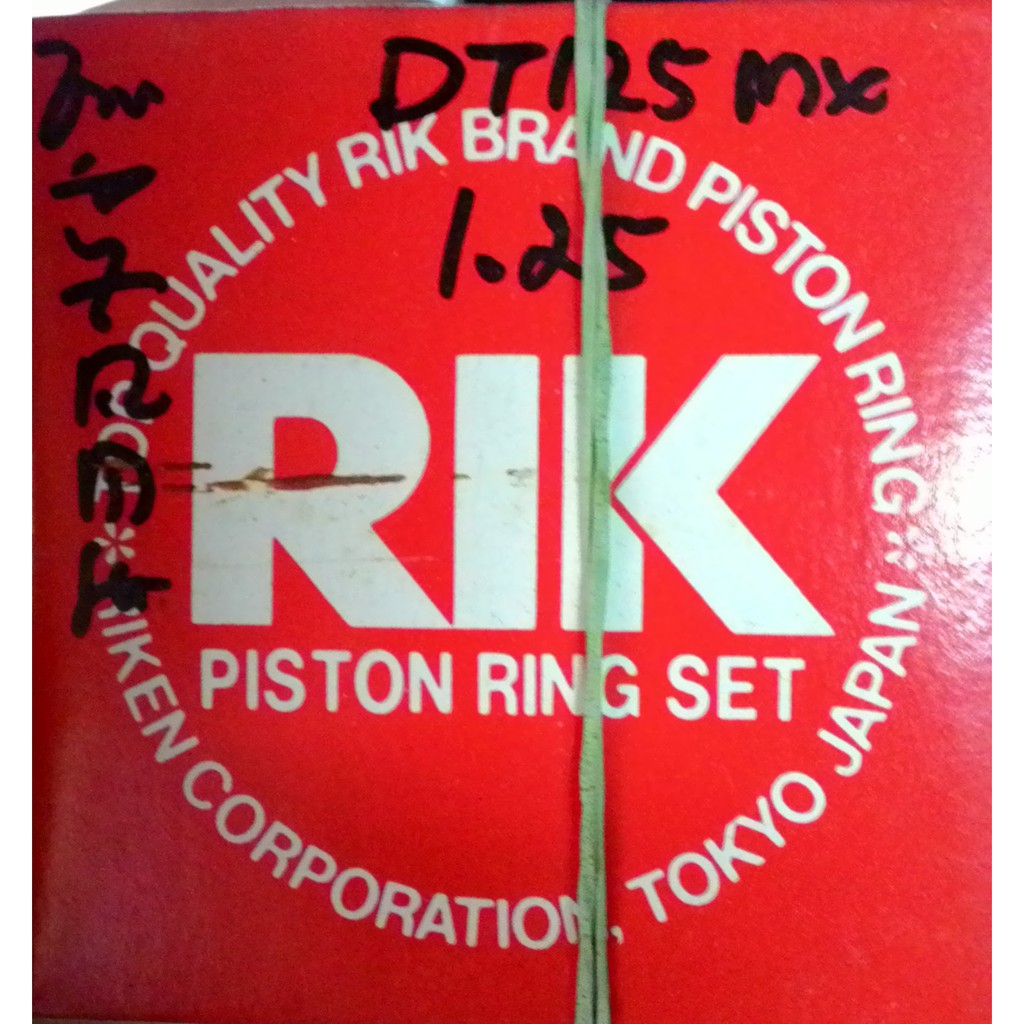 DT125 MX
1.25
QUALITY RIK BRAND PISTON RING
RIK
PISTON RING SET
RIKEN CORPORATION, TOKYO JAPAN